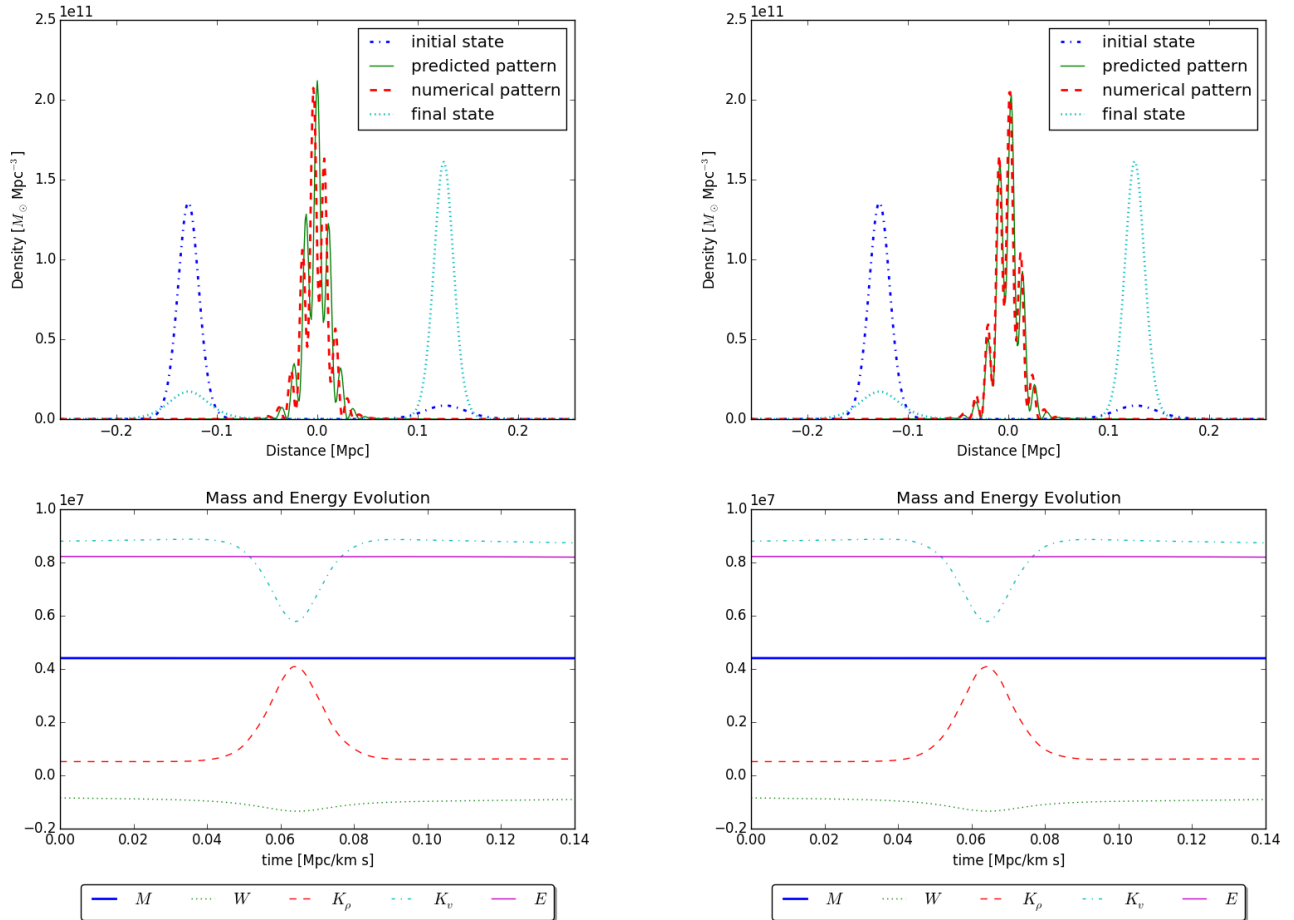 1e11
2.5
2.0
1.5
1.0
0.5
0.0
Density [M⊙ Mpc⁻³]
initial state
predicted pattern
numerical pattern
final state
−0.2 −0.1 0.0 0.1 0.2
Distance [Mpc]
1e11
2.5
2.0
1.5
1.0
0.5
0.0
Density [M⊙ Mpc⁻³]
initial state
predicted pattern
numerical pattern
final state
−0.2 −0.1 0.0 0.1 0.2
Distance [Mpc]
Mass and Energy Evolution
1e7
1.0
0.8
0.6
0.4
0.2
0.0
−0.2
0.00 0.02 0.04 0.06 0.08 0.10 0.12 0.14
time [Mpc/km s]
M W Kρ Kv E
Mass and Energy Evolution
1e7
1.0
0.8
0.6
0.4
0.2
0.0
−0.2
0.00 0.02 0.04 0.06 0.08 0.10 0.12 0.14
time [Mpc/km s]
M W Kρ Kv E